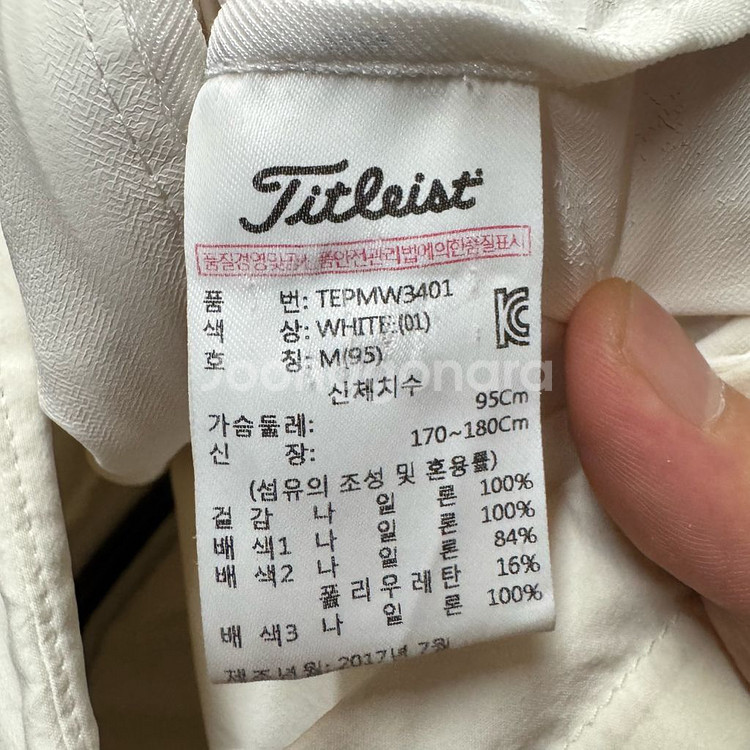 Titleist
품질경영및공산품안전관리법에의한품질표시
품 번: TEPMW3401
색 상: WHITE.(01)
호 칭: M(95)
신체치수
가슴둘레: 95Cm
신 장: 170~180Cm
(섬유의 조성 및 혼용률)
겉 감 나 일 론 100%
배 색1 나 일 론 100%
배 색2 나 일 론 84%
폴 리 우 레 탄 16%
배 색3 나 일 론 100%
제조년월: 2017년 7월